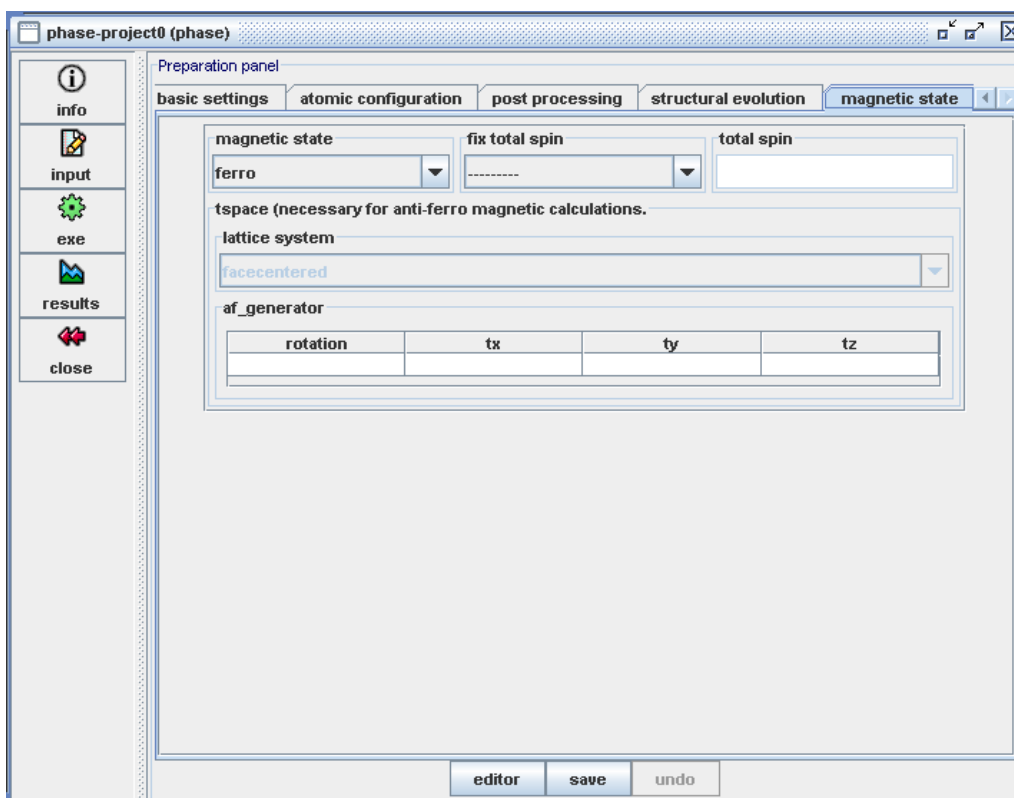 phase-project0 (phase)
info
input
exe
results
close
Preparation panel
basic settings
atomic configuration
post processing
structural evolution
magnetic state
magnetic state
fix total spin
total spin
ferro
---------
tspace (necessary for anti-ferro magnetic calculations.
lattice system
facecentered
af_generator
rotation tx ty tz
editor save undo